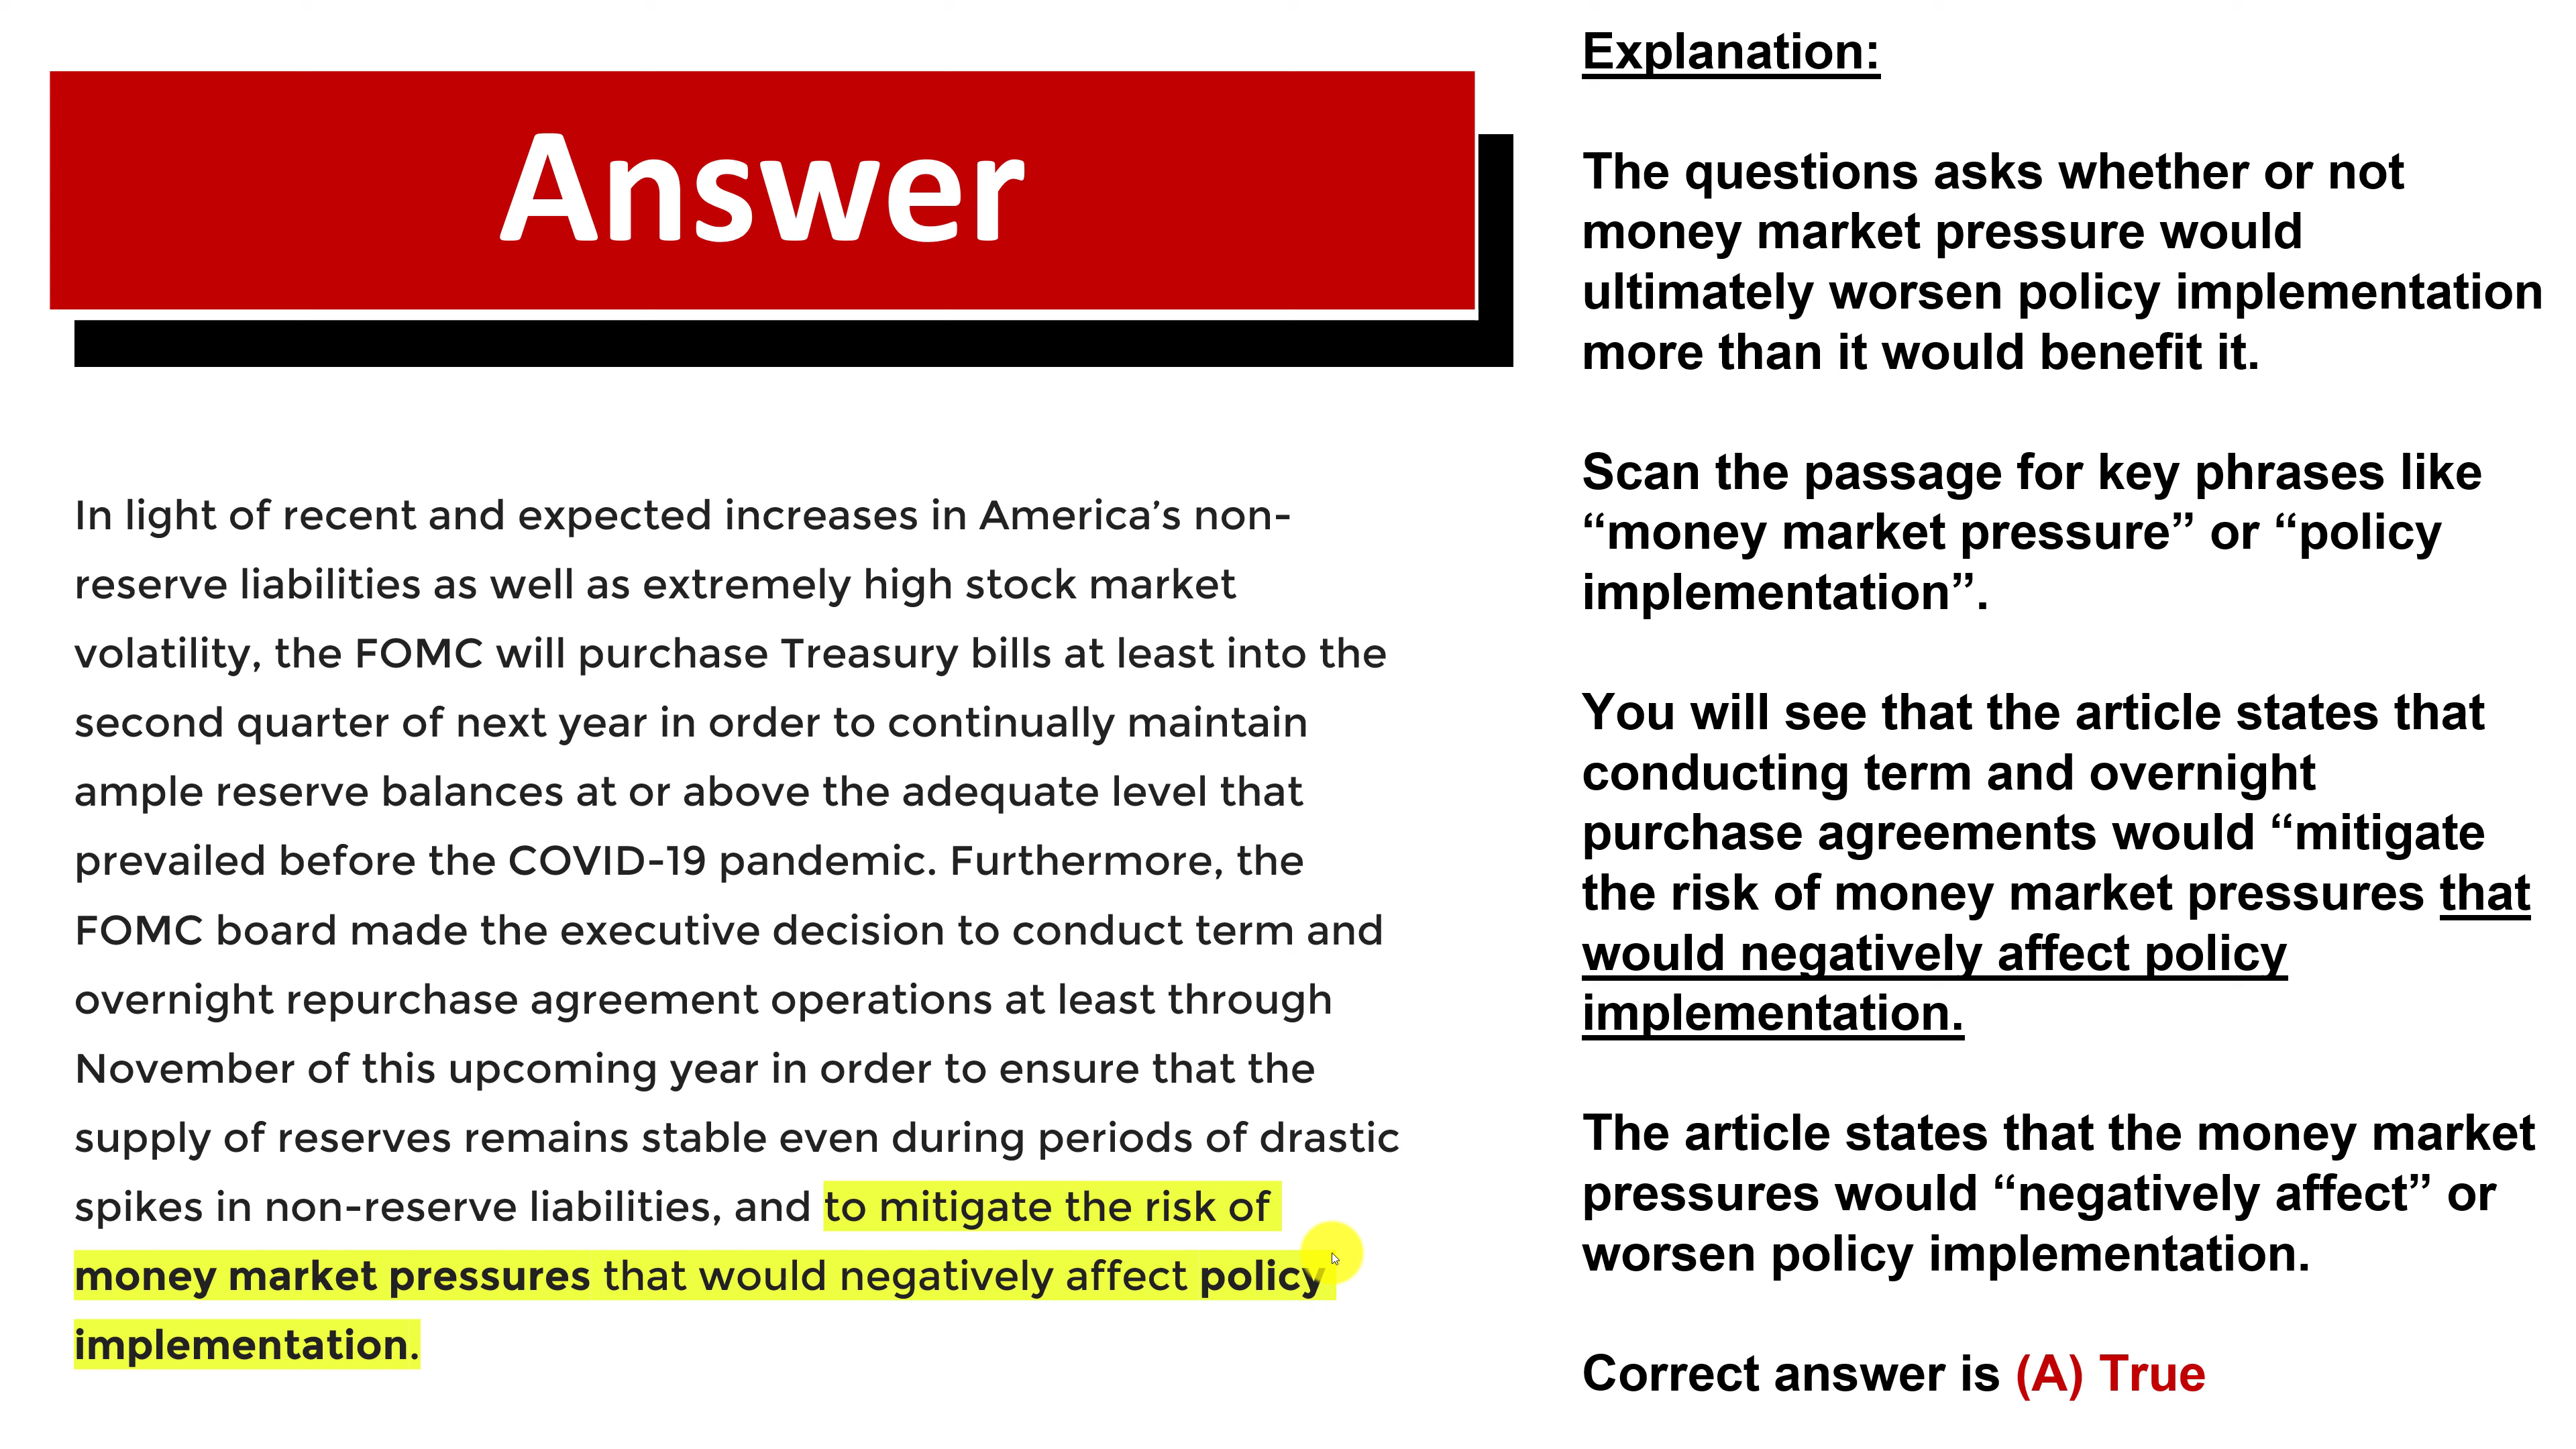 Answer
In light of recent and expected increases in America’s non-
reserve liabilities as well as extremely high stock market
volatility, the FOMC will purchase Treasury bills at least into the
second quarter of next year in order to continually maintain
ample reserve balances at or above the adequate level that
prevailed before the COVID-19 pandemic. Furthermore, the
FOMC board made the executive decision to conduct term and
overnight repurchase agreement operations at least through
November of this upcoming year in order to ensure that the
supply of reserves remains stable even during periods of drastic
spikes in non-reserve liabilities, and to mitigate the risk of
money market pressures that would negatively affect policy
implementation.
Explanation:
The questions asks whether or not
money market pressure would
ultimately worsen policy implementation
more than it would benefit it.
Scan the passage for key phrases like
“money market pressure” or “policy
implementation”.
You will see that the article states that
conducting term and overnight
purchase agreements would “mitigate
the risk of money market pressures that
would negatively affect policy
implementation.
The article states that the money market
pressures would “negatively affect” or
worsen policy implementation.
Correct answer is (A) True